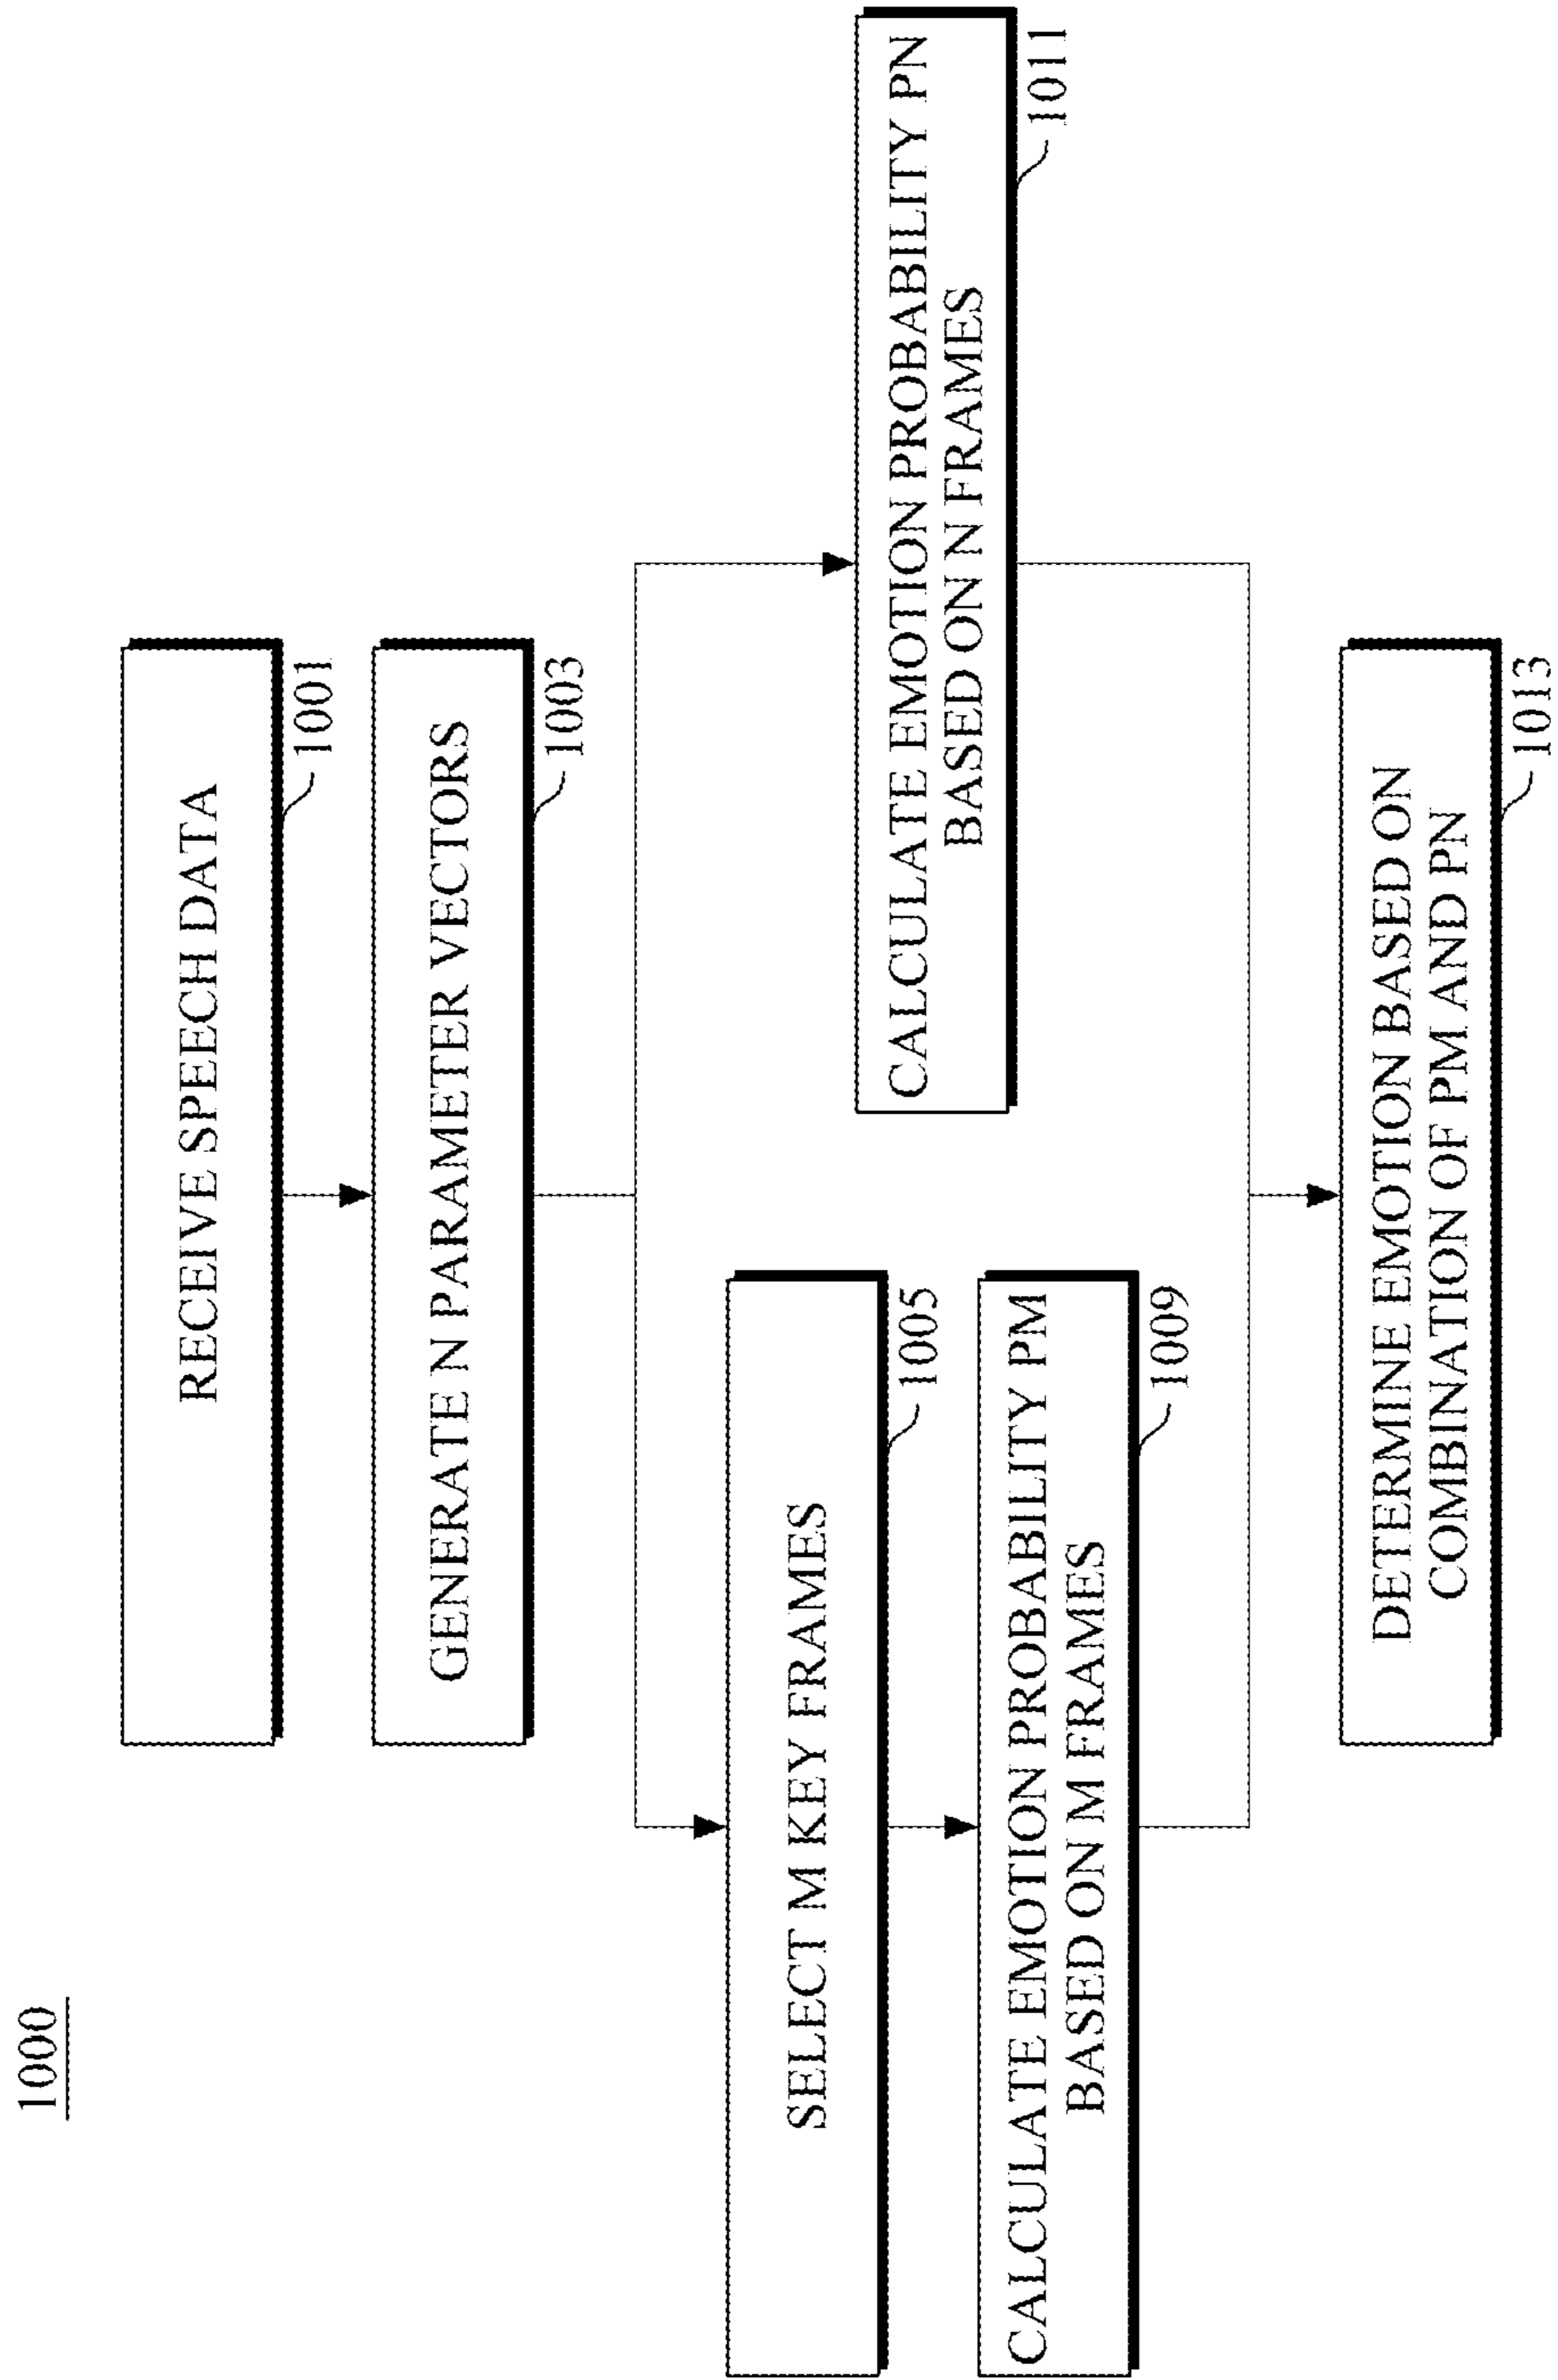 1000
RECEIVE SPEECH DATA
1001
GENERATE N PARAMETER VECTORS
1003
SELECT M KEY FRAMES
1005
CALCULATE EMOTION PROBABILITY PM
BASED ON M FRAMES
1009
CALCULATE EMOTION PROBABILITY PN
BASED ON N FRAMES
1011
DETERMINE EMOTION BASED ON
COMBINATION OF PM AND PN
1013